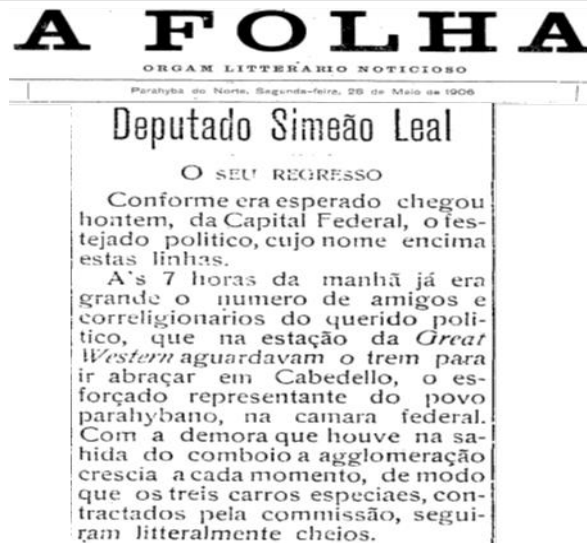 A FOLHA
ORGAM LITTERARIO NOTICIOSO
Parahyba do Norte, Segunda-feira, 28 de Maio de 1906
Deputado Simeão Leal
O SEU REGRESSO
Conforme era esperado chegou
hontem, da Capital Federal, o fes-
tejado politico, cujo nome encima
estas linhas.
A's 7 horas da manhã já era
grande o numero de amigos e
correligionarios do querido poli-
tico, que na estação da Great
Western aguardavam o trem para
ir abraçar em Cabedello, o es-
forçado representante do povo
parahybano, na camara federal.
Com a demora que houve na sa-
hida do comboio a agglomeração
crescia a cada momento, de modo
que os treis carros especiaes, con-
tractados pela commissão, segui-
ram litteralmente cheios.